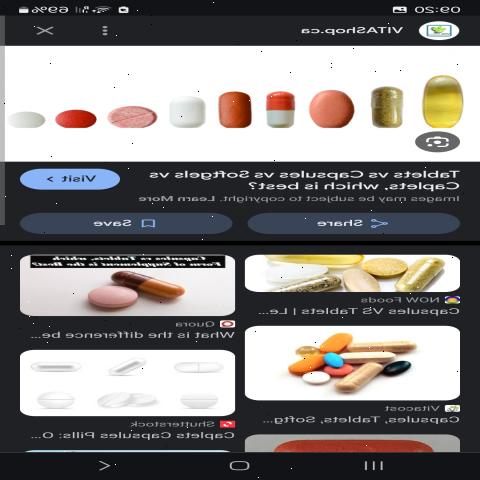 09:20
69%
VITAShop.ca
Tablets vs Capsules vs Softgels vs
Caplets, which is best?
Visit >
Images may be subject to copyright. Learn More
Share
Save
NOW Foods
Capsules VS Tablets | Le...
Capsules vs Tablets, which
Form of Supplement is the Best?
Quora
What is the difference be...
Vitacost
Capsules, Tablets, Softg...
Shutterstock
Caplets Capsules Pills: O...